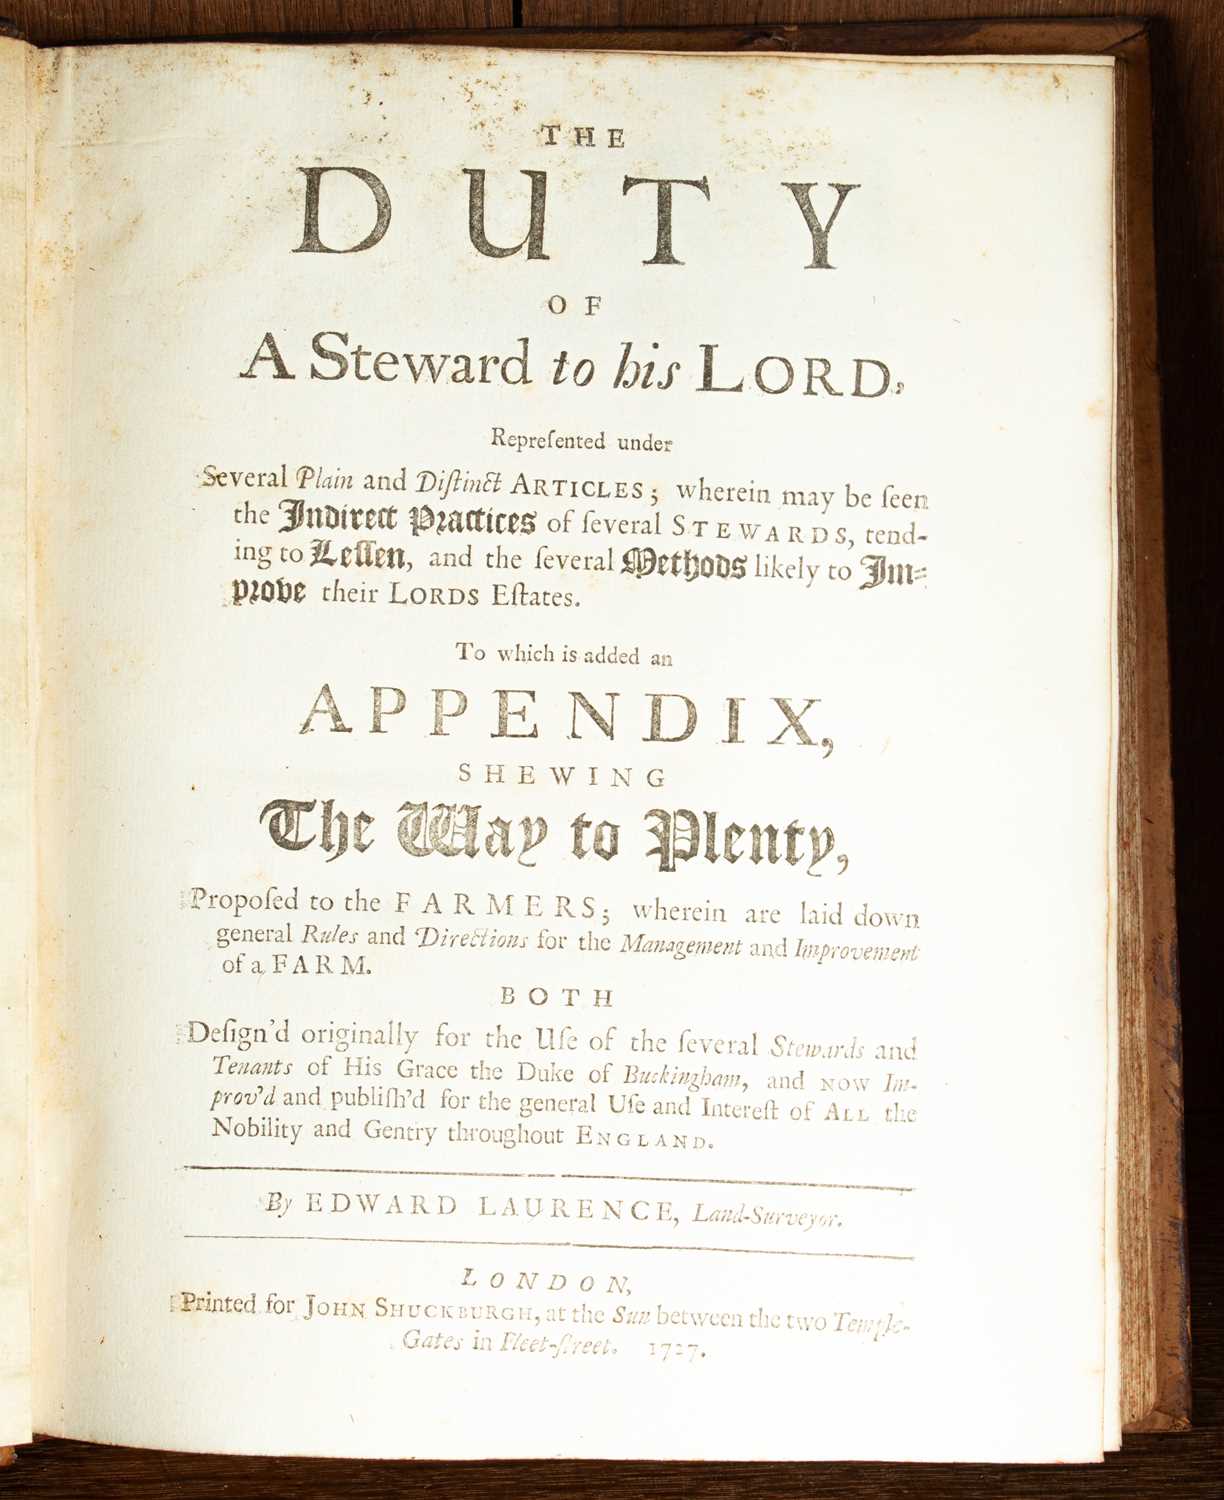 THE
DUTY
OF
A Steward to his LORD,
Repreſented under
Several Plain and Diſtinct ARTICLES; wherein may be ſeen
the Indirect Practices of ſeveral STEWARDS, tend-
ing to Leſſen, and the ſeveral Methods likely to Im-
prove their LORDS Eſtates.
To which is added an
APPENDIX,
SHEWING
The Way to Plenty,
Propoſed to the FARMERS; wherein are laid down
general Rules and Directions for the Management and Improvement
of a FARM.
BOTH
Deſign'd originally for the Uſe of the ſeveral Stewards and
Tenants of His Grace the Duke of Buckingham, and NOW Im-
prov'd and publiſh'd for the general Uſe and Intereſt of ALL the
Nobility and Gentry throughout ENGLAND.
By EDWARD LAURENCE, Land-Surveyor.
LONDON,
Printed for JOHN SHUCKBURGH, at the Sun between the two Temple-
Gates in Fleet-ſtreet. 1727.